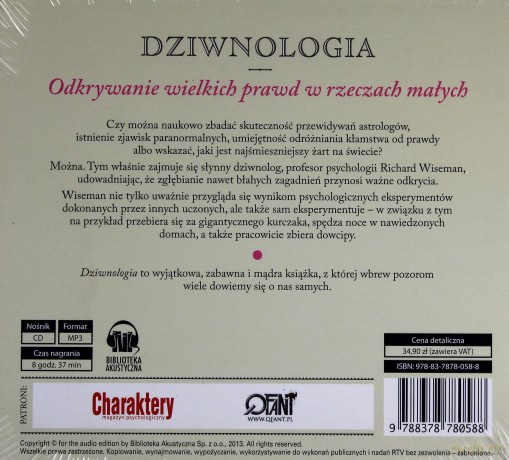 DZIWNOLOGIA
Odkrywanie wielkich prawd w rzeczach małych
Czy można naukowo zbadać skuteczność przewidywań astrologów,
istnienie zjawisk paranormalnych, umiejętność odróżniania kłamstwa od prawdy
albo wskazać, jaki jest najśmieszniejszy żart na świecie?
Można. Tym właśnie zajmuje się słynny dziwnolog, profesor psychologii Richard Wiseman,
udowadniając, że zgłębianie nawet błahych zagadnień przynosi ważne odkrycia.
Wiseman nie tylko uważnie przygląda się wynikom psychologicznych eksperymentów
dokonanych przez innych uczonych, ale także sam eksperymentuje – w związku z tym
na przykład przebiera się za gigantycznego kurczaka, spędza noce w nawiedzonych
domach, a także pracowicie zbiera dowcipy.
Dziwnologia to wyjątkowa, zabawna i mądra książka, z której wbrew pozorom
wiele dowiemy się o nas samych.
Nośnik Format
CD MP3
Czas nagrania
8 godz. 37 min
BIBLIOTEKA
AKUSTYCZNA
Cena detaliczna
34,90 zł (zawiera VAT)
ISBN: 978-83-7878-058-8
PATRONI:
Charaktery
magazyn psychologiczny
QFANT
WWW.QFANT.PL
9 788378 780588
Copyright © for the audio edition by Biblioteka Akustyczna Sp. z o.o., 2013. All rights reserved.
Wszelkie prawa zastrzeżone. Kopiowanie, wynajmowanie, wypożyczanie, wykorzystywanie do wykonań publicznych i nadań RTV bez zezwolenia – zabronione.